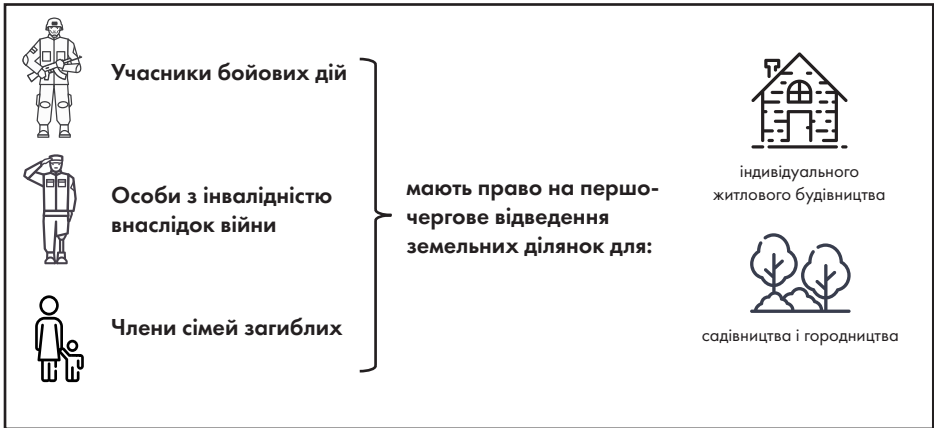 Учасники бойових дій
Особи з інвалідністю
внаслідок війни
Члени сімей загиблих
мають право на першо-
чергове відведення
земельних ділянок для:
індивідуального
житлового будівництва
садівництва і городництва